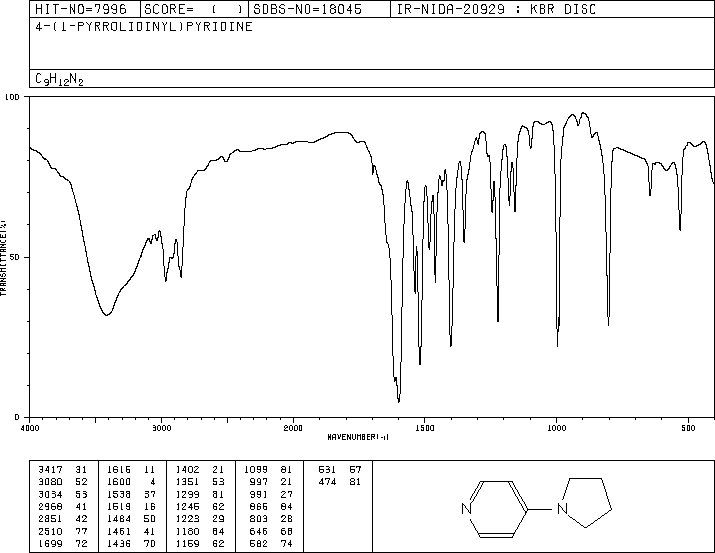 HIT-NO=7996 SCORE= ( ) SDBS-NO=18045 IR-NIDA-20929 : KBR DISC
4-(1-PYRROLIDINYL)PYRIDINE
C9H12N2
100
50
0
TRANSMITTANCE(%)
4000 3000 2000 1500 1000 500
WAVENUMBER(-1)
3417 31 1615 11 1402 21 1099 81 531 57
3080 52 1600 4 1351 53 997 21 474 81
3034 53 1538 37 1299 81 991 27
2968 41 1519 16 1245 62 866 84
2851 42 1484 50 1223 29 803 28
2510 77 1461 41 1180 64 646 68
1699 72 1436 70 1159 62 582 74
N N